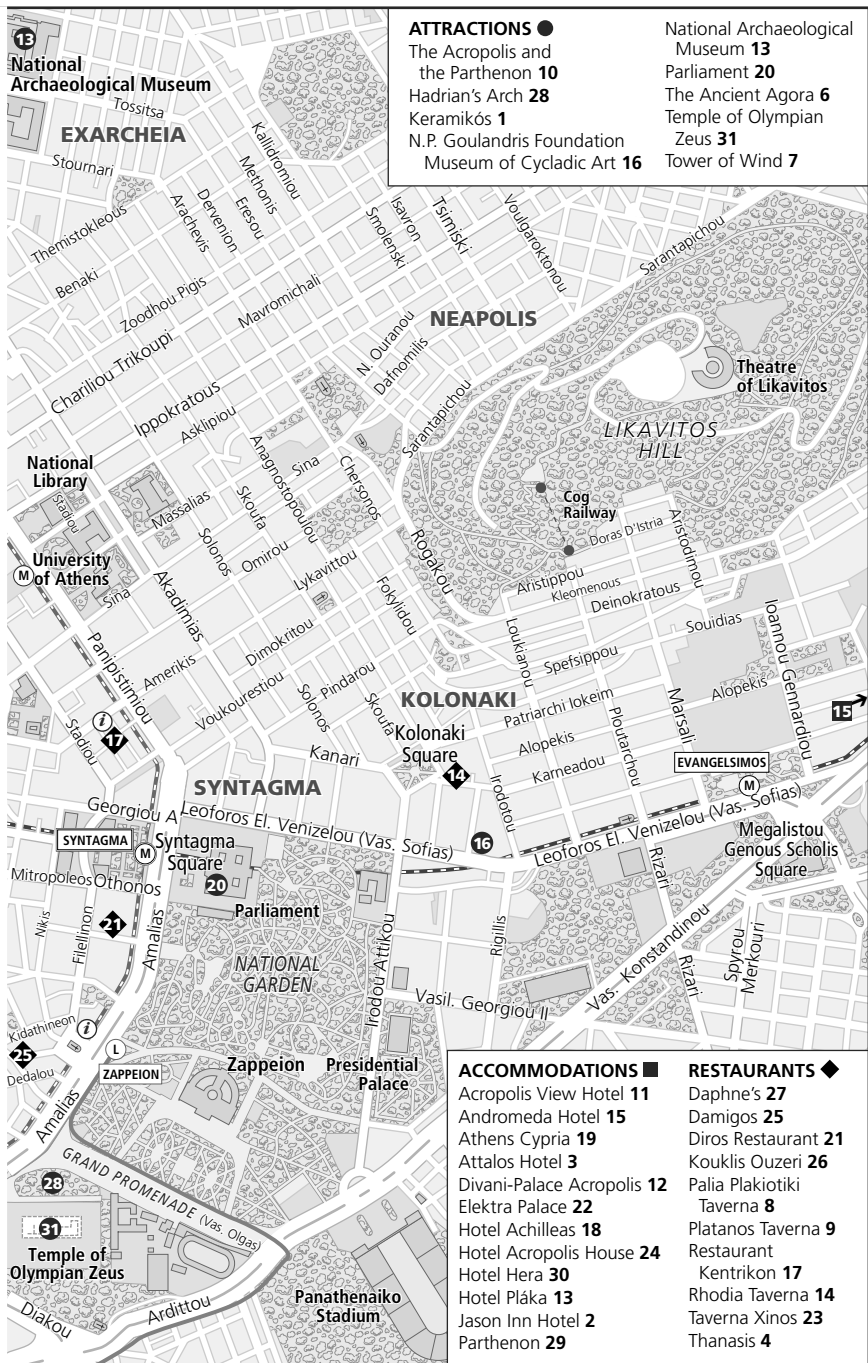 ATTRACTIONS
The Acropolis and
the Parthenon 10
Hadrian's Arch 28
Keramikós 1
N.P. Goulandris Foundation
Museum of Cycladic Art 16
National Archaeological
Museum 13
Parliament 20
The Ancient Agora 6
Temple of Olympian
Zeus 31
Tower of Wind 7
13
National
Archaeological Museum
Tossitsa
EXARCHEIA
Stournari
Kallidromiou
Methonis
Eresou
Dervenion
Arachevis
Themistokleous
Benaki
Zoodhou Pigis
Isavron
Smolenski
Tsimiski
Voulgaroktonou
Sarantapichou
Mavromichali
NEAPOLIS
Chariliou Trikoupi
N. Ouranou
Dafnomilis
Theatre
of Likavitos
Ippokratous
Sarantapichou
LIKAVITOS
HILL
Asklipiou
National
Library
Stadiou
Massalias
Sina
Anagnostopoulou
Skoufa
Solonos
Chersonos
Cog
Railway
Doras D'Istria
Aristodimou
University
of Athens
M
Sina
Omirou
Lykavittou
Rogakou
Aristippou
Kleomenous
Deinokratous
Akadimias
Fokylidou
Loukianou
Souidias
Ioannou Gennardiou
Panipistimiou
Amerikis
Dimokritou
Pindarou
Spefsippou
Voukourestiou
Solonos
Skoufa
KOLONAKI
Patriarchi Iokeim
Marsali
Alopekis
15
Stadiou
i
17
Kolonaki
Square
14
Alopekis
Ploutarchou
Kanari
Karneadou
EVANGELSIMOS
M
SYNTAGMA
Irodotou
Georgiou A
Leoforos El. Venizelou (Vas. Sofias)
16
Leoforos El. Venizelou (Vas. Sofias)
SYNTAGMA
M
Syntagma
Square
20
Parliament
Megalistou
Genous Scholis
Square
Mitropoleos
Othonos
Nikis
Filellinon
21
Amalias
NATIONAL
GARDEN
Irodou Attikou
Rigillis
Rizari
Rizari
Vas. Konstandinou
Spyrou
Merkouri
Vasil. Georgiou II
Kidathineon
i
25
Dedalou
L
ZAPPEION
Zappeion
Presidential
Palace
Amalias
GRAND PROMENADE (Vas. Olgas)
28
31
Temple of
Olympian Zeus
Diakou
Ardittou
Panathenaiko
Stadium
ACCOMMODATIONS
Acropolis View Hotel 11
Andromeda Hotel 15
Athens Cypria 19
Attalos Hotel 3
Divani-Palace Acropolis 12
Elektra Palace 22
Hotel Achilleas 18
Hotel Acropolis House 24
Hotel Hera 30
Hotel Pláka 13
Jason Inn Hotel 2
Parthenon 29
RESTAURANTS
Daphne's 27
Damigos 25
Diros Restaurant 21
Kouklis Ouzeri 26
Palia Plakiotiki
Taverna 8
Platanos Taverna 9
Restaurant
Kentrikon 17
Rhodia Taverna 14
Taverna Xinos 23
Thanasis 4